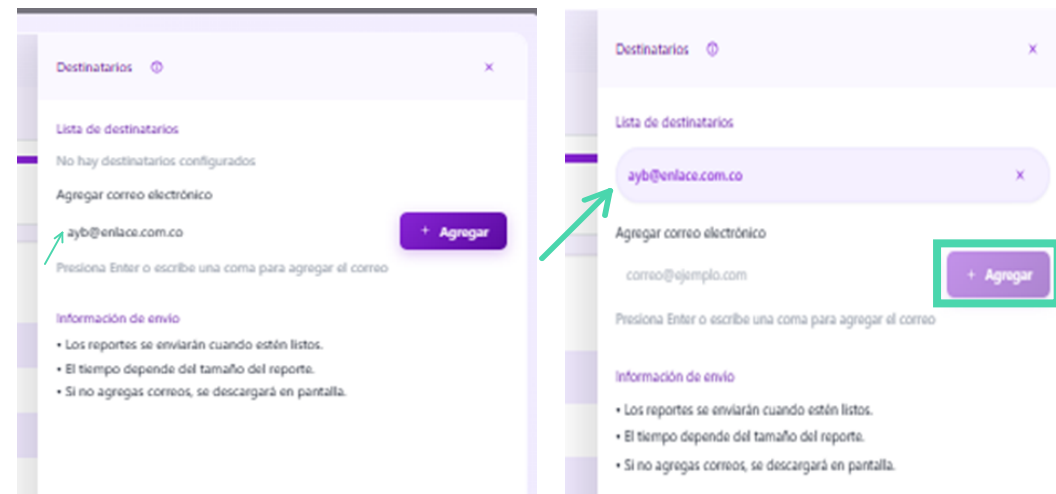 Destinatarios
Lista de destinatarios
No hay destinatarios configurados
Agregar correo electrónico
ayb@enlace.com.co
+ Agregar
Presiona Enter o escribe una coma para agregar el correo
Información de envío
• Los reportes se enviarán cuando estén listos.
• El tiempo depende del tamaño del reporte.
• Si no agregas correos, se descargará en pantalla.
Destinatarios
Lista de destinatarios
ayb@enlace.com.co
Agregar correo electrónico
correo@ejemplo.com
+ Agregar
Presiona Enter o escribe una coma para agregar el correo
Información de envío
• Los reportes se enviarán cuando estén listos.
• El tiempo depende del tamaño del reporte.
• Si no agregas correos, se descargará en pantalla.